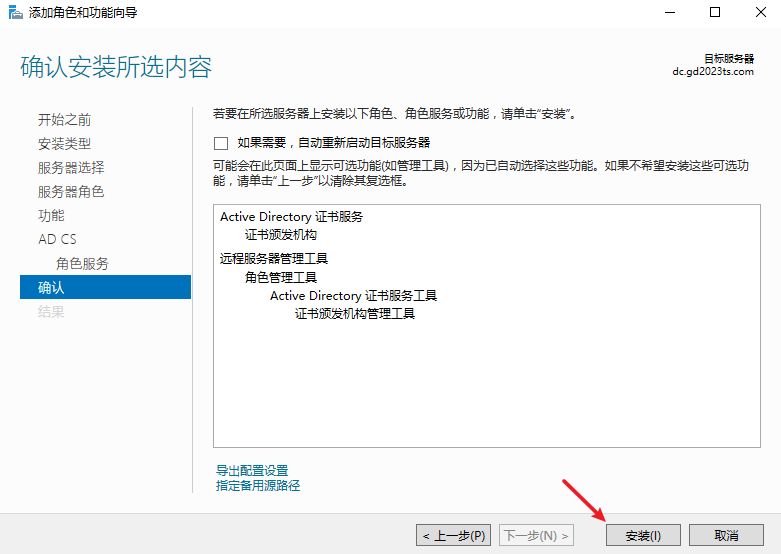 添加角色和功能向导
确认安装所选内容
目标服务器
dc.gd2023ts.com
开始之前
安装类型
服务器选择
服务器角色
功能
AD CS
角色服务
确认
结果
若要在所选服务器上安装以下角色、角色服务或功能，请单击“安装”。
如果需要，自动重新启动目标服务器
可能会在此页面上显示可选功能(如管理工具)，因为已自动选择这些功能。如果不希望安装这些可选功
能，请单击“上一步”以清除其复选框。
Active Directory 证书服务
证书颁发机构
远程服务器管理工具
角色管理工具
Active Directory 证书服务工具
证书颁发机构管理工具
导出配置设置
指定备用源路径
< 上一步(P)
下一步(N) >
安装(I)
取消